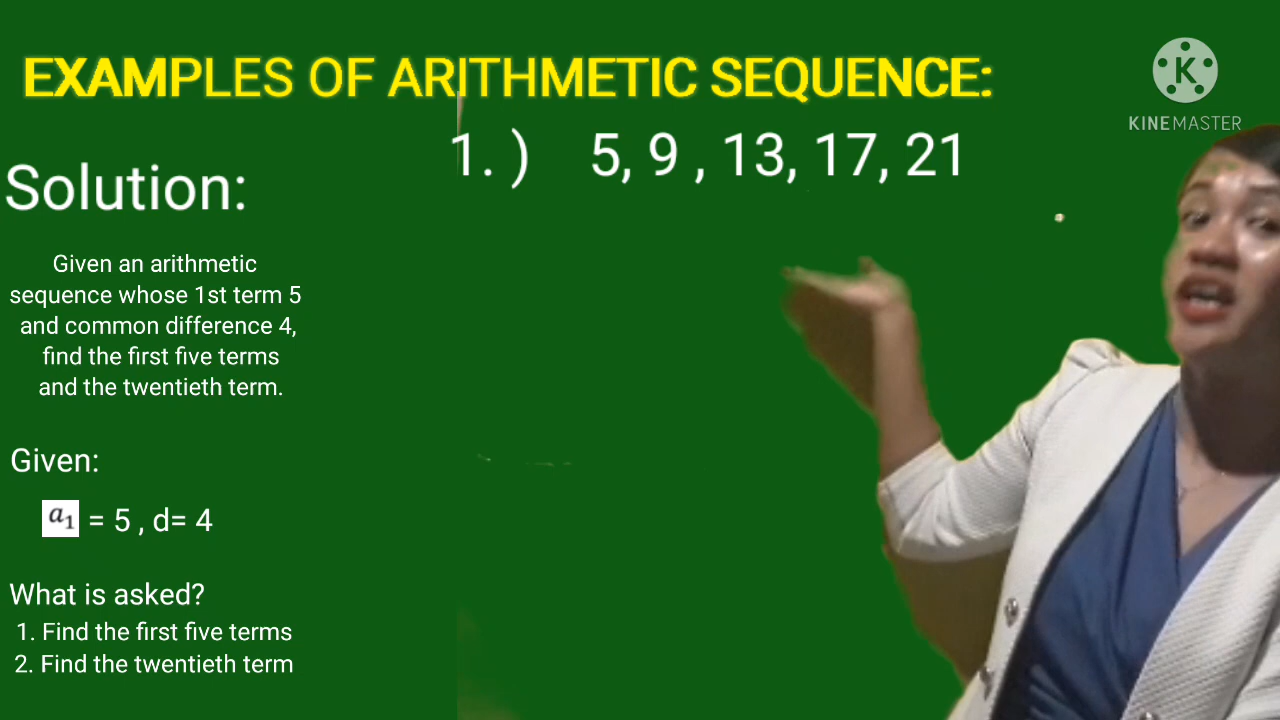 EXAMPLES OF ARITHMETIC SEQUENCE:
K
KINEMASTER
1. ) 5, 9 , 13, 17, 21
Solution:
Given an arithmetic
sequence whose 1st term 5
and common difference 4,
find the first five terms
and the twentieth term.
Given:
a₁ = 5 , d= 4
What is asked?
1. Find the first five terms
2. Find the twentieth term